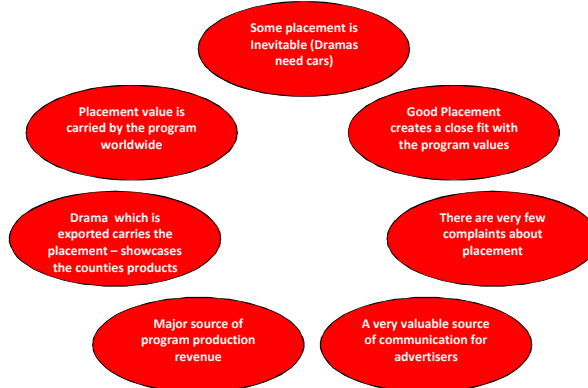 Some placement is
Inevitable (Dramas
need cars)
Placement value is
carried by the program
worldwide
Good Placement
creates a close fit with
the program values
Drama which is
exported carries the
placement – showcases
the counties products
There are very few
complaints about
placement
Major source of
program production
revenue
A very valuable source
of communication for
advertisers